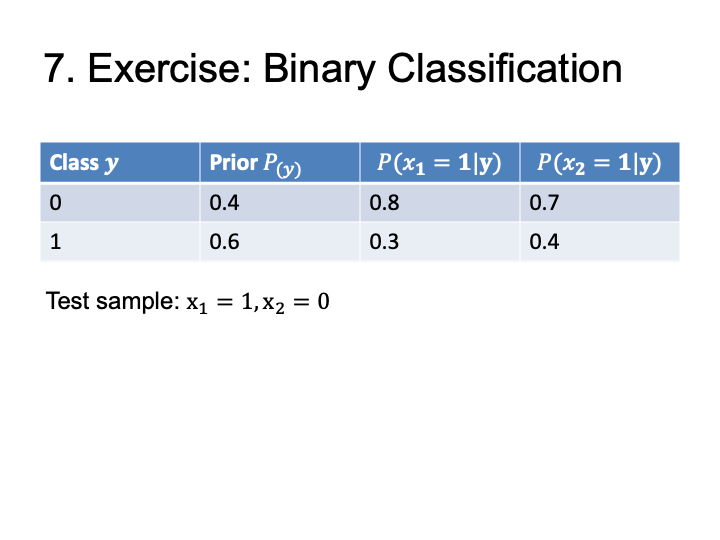 7. Exercise: Binary Classification
Class y Prior P(y) P(x₁ = 1|y) P(x₂ = 1|y)
0 0.4 0.8 0.7
1 0.6 0.3 0.4
Test sample: x₁ = 1, x₂ = 0